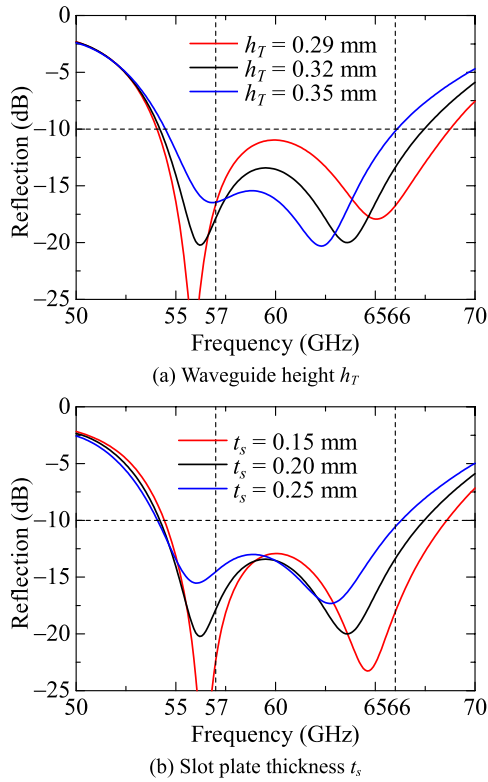 0
−5
−10
−15
−20
−25
Reflection (dB)
h_T = 0.29 mm
h_T = 0.32 mm
h_T = 0.35 mm
50 55 57 60 65 66 70
Frequency (GHz)
(a) Waveguide height h_T
0
−5
−10
−15
−20
−25
Reflection (dB)
t_s = 0.15 mm
t_s = 0.20 mm
t_s = 0.25 mm
50 55 57 60 65 66 70
Frequency (GHz)
(b) Slot plate thickness t_s